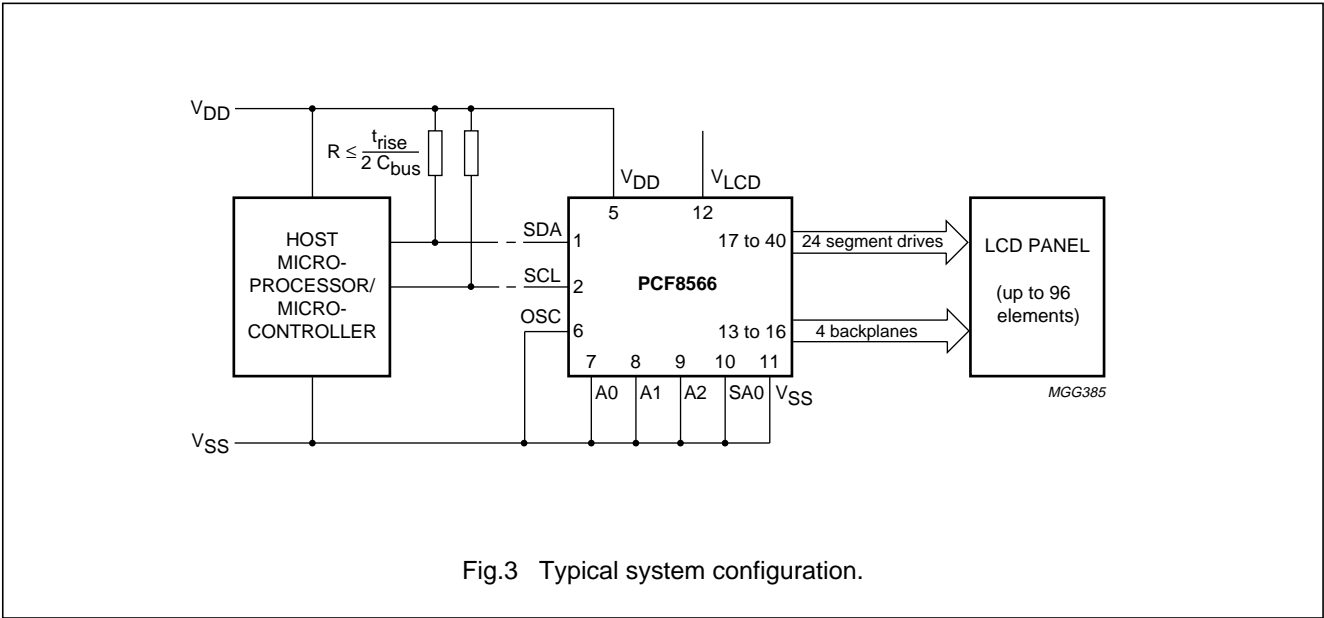 VDD
R ≤ trise
2 Cbus
VDD
VLCD
5
12
HOST
MICRO-
PROCESSOR/
MICRO-
CONTROLLER
SDA
1
SCL
2
OSC
6
PCF8566
17 to 40
24 segment drives
13 to 16
4 backplanes
LCD PANEL
(up to 96
elements)
7 8 9 10 11
A0 A1 A2 SA0 VSS
MGG385
VSS
Fig.3 Typical system configuration.